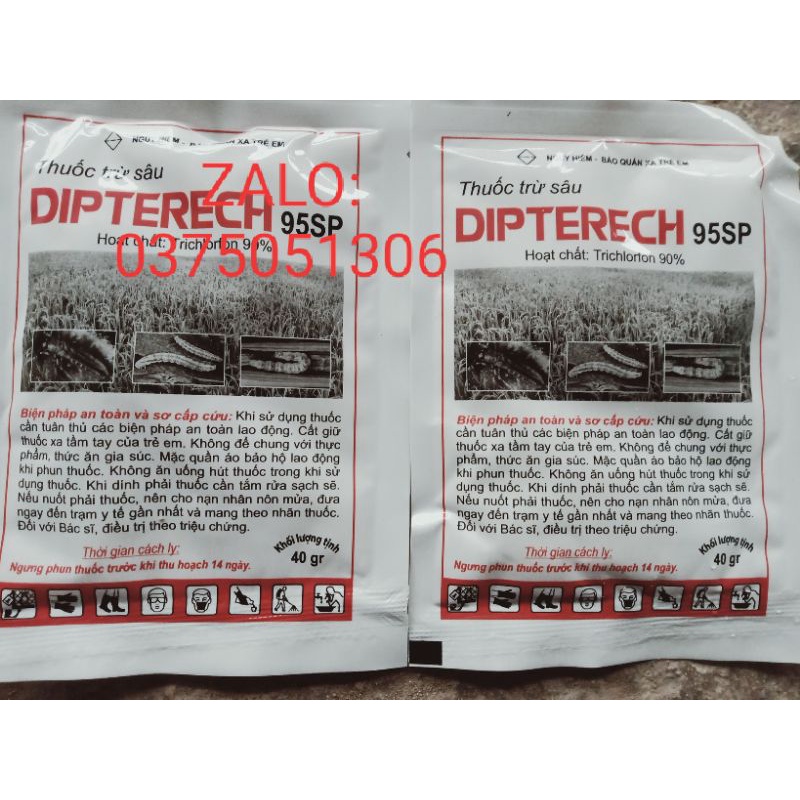 NGUY HIỂM - BẢO QUẢN XA TRẺ EM
Thuốc trừ sâu
DIPTERECH 95SP
Hoạt chất: Trichlorfon 90%
ZALO:
0375051306
Biện pháp an toàn và sơ cấp cứu: Khi sử dụng thuốc
cần tuân thủ các biện pháp an toàn lao động. Cất giữ
thuốc xa tầm tay của trẻ em. Không để chung với thực
phẩm, thức ăn gia súc. Mặc quần áo bảo hộ lao động
khi phun thuốc. Không ăn uống hút thuốc trong khi sử
dụng thuốc. Khi dính phải thuốc cần tắm rửa sạch sẽ.
Nếu nuốt phải thuốc, nên cho nạn nhân nôn mửa, đưa
ngay đến trạm y tế gần nhất và mang theo nhãn thuốc.
Đối với Bác sĩ, điều trị theo triệu chứng.
Thời gian cách ly:
Ngưng phun thuốc trước khi thu hoạch 14 ngày.
Khối lượng tịnh
40 gr
NGUY HIỂM - BẢO QUẢN XA TRẺ EM
Thuốc trừ sâu
DIPTERECH 95SP
Hoạt chất: Trichlorfon 90%
Biện pháp an toàn và sơ cấp cứu: Khi sử dụng thuốc
cần tuân thủ các biện pháp an toàn lao động. Cất giữ
thuốc xa tầm tay của trẻ em. Không để chung với thực
phẩm, thức ăn gia súc. Mặc quần áo bảo hộ lao động
khi phun thuốc. Không ăn uống hút thuốc trong khi sử
dụng thuốc. Khi dính phải thuốc cần tắm rửa sạch sẽ.
Nếu nuốt phải thuốc, nên cho nạn nhân nôn mửa, đưa
ngay đến trạm y tế gần nhất và mang theo nhãn thuốc.
Đối với Bác sĩ, điều trị theo triệu chứng.
Thời gian cách ly:
Ngưng phun thuốc trước khi thu hoạch 14 ngày.
Khối lượng tịnh
40 gr